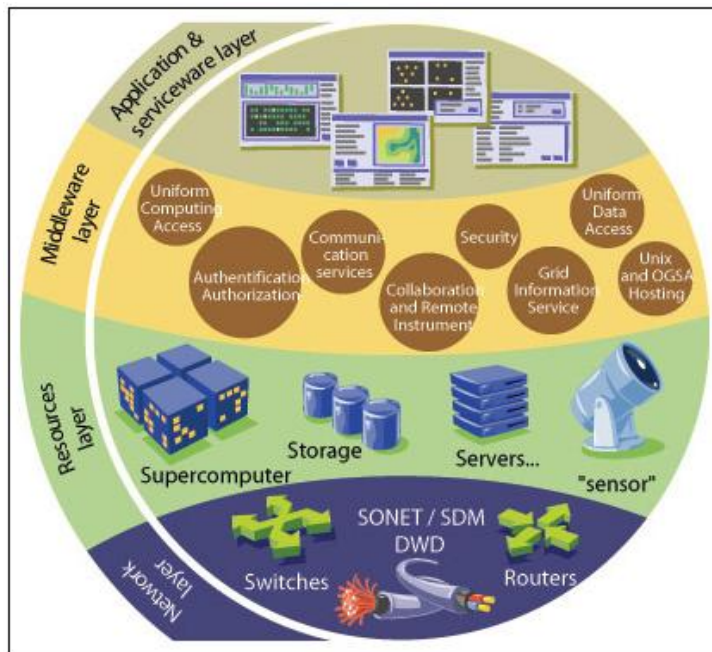 Application &
serviceware layer
Middleware
layer
Uniform
Computing
Access
Authentification
Authorization
Communi-
cation
services
Collaboration
and Remote
Instrument
Security
Grid
Information
Service
Uniform
Data
Access
Unix
and OGSA
Hosting
Resources
layer
Supercomputer
Storage
Servers...
"sensor"
Network
layer
Switches
SONET / SDM
DWD
Routers